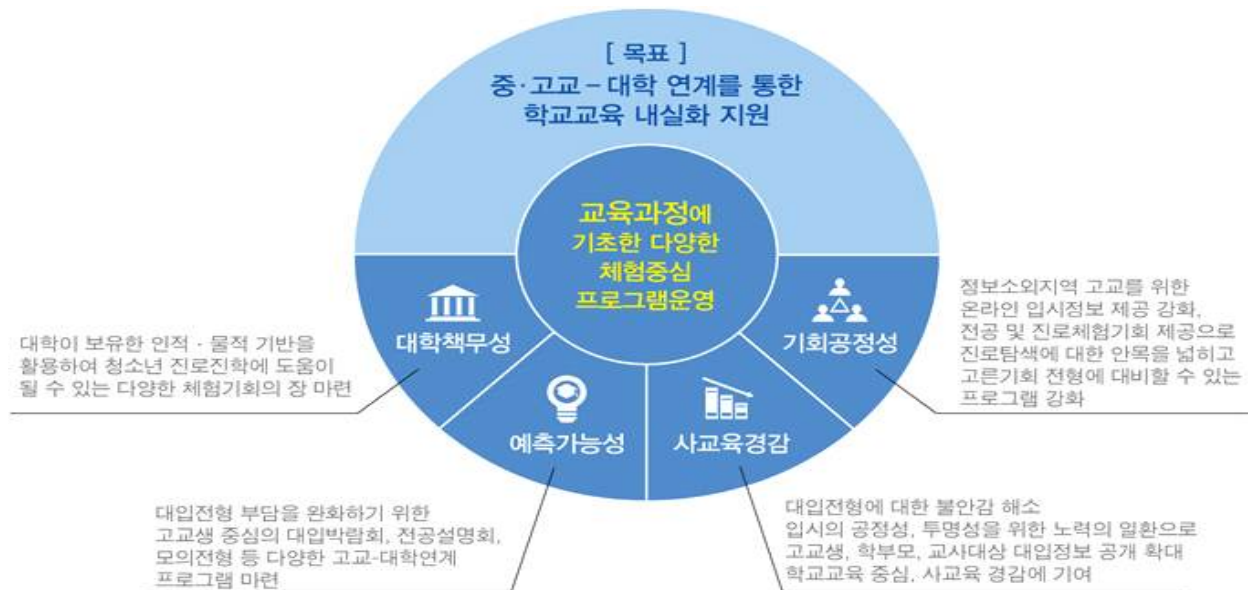 [ 목표 ]
중·고교 – 대학 연계를 통한
학교교육 내실화 지원
교육과정에
기초한 다양한
체험중심
프로그램운영
대학책무성
예측가능성
사교육경감
기회공정성
대학이 보유한 인적 · 물적 기반을
활용하여 청소년 진로진학에 도움이
될 수 있는 다양한 체험기회의 장 마련
대입전형 부담을 완화하기 위한
고교생 중심의 대입박람회, 전공설명회,
모의전형 등 다양한 고교-대학연계
프로그램 마련
대입전형에 대한 불안감 해소
입시의 공정성, 투명성을 위한 노력의 일환으로
고교생, 학부모, 교사대상 대입정보 공개 확대
학교교육 중심, 사교육 경감에 기여
정보소외지역 고교를 위한
온라인 입시정보 제공 강화,
전공 및 진로체험기회 제공으로
진로탐색에 대한 안목을 넓히고
고른기회 전형에 대비할 수 있는
프로그램 강화